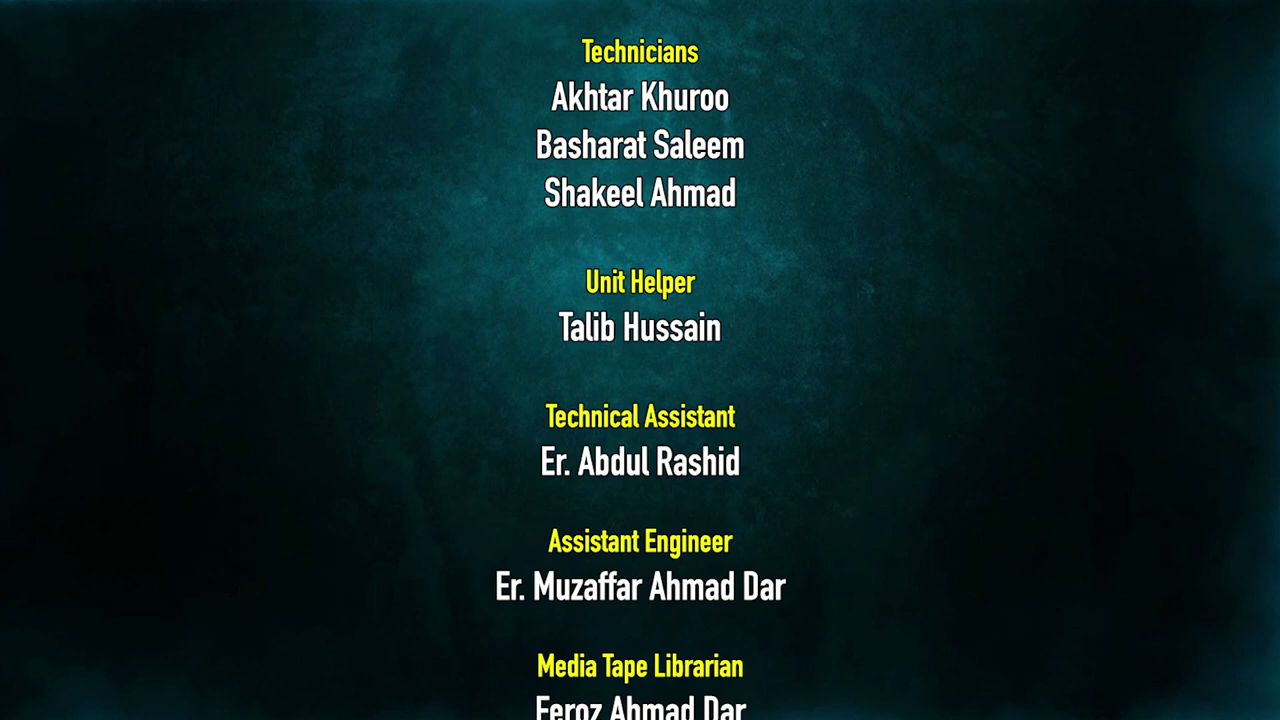 Technicians
Akhtar Khuroo
Basharat Saleem
Shakeel Ahmad
Unit Helper
Talib Hussain
Technical Assistant
Er. Abdul Rashid
Assistant Engineer
Er. Muzaffar Ahmad Dar
Media Tape Librarian
Feroz Ahmad Dar